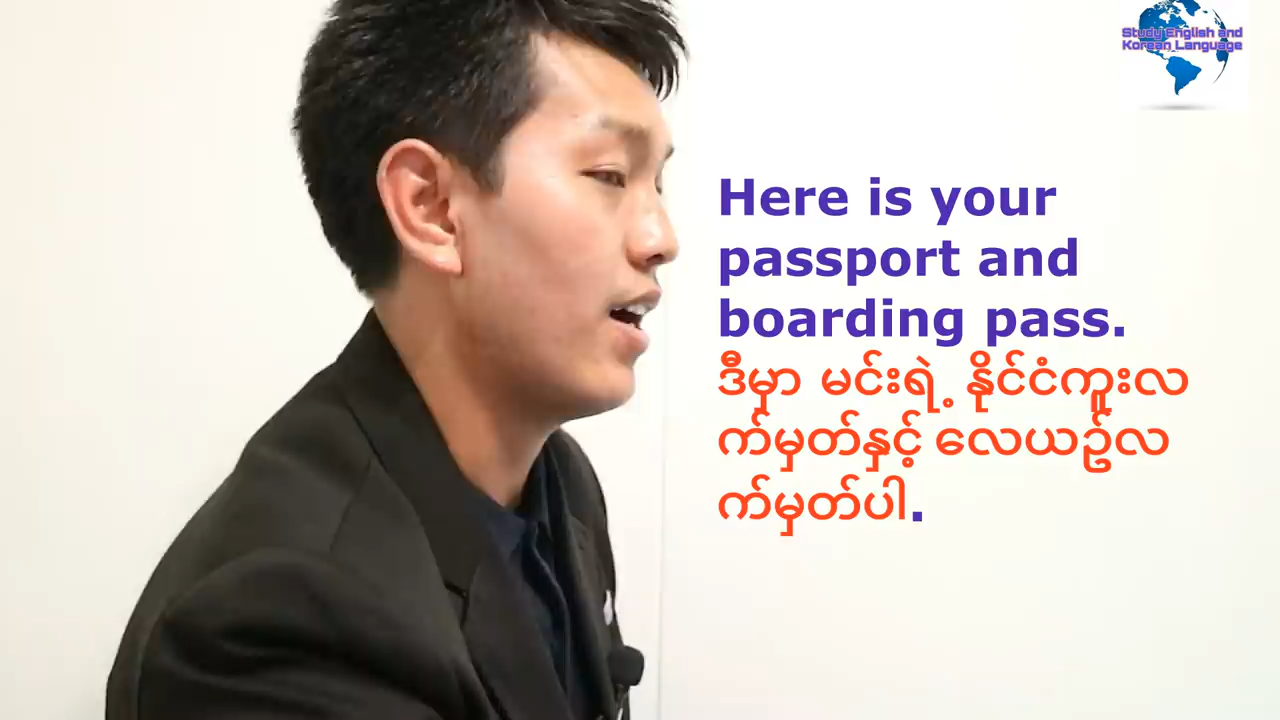 Study English and
Korean Language
Here is your
passport and
boarding pass.
ဒီမှာ မင်းရဲ့ နိုင်ငံကူးလ
က်မှတ်နှင့် လေယာဥ်လ
က်မှတ်ပါ.